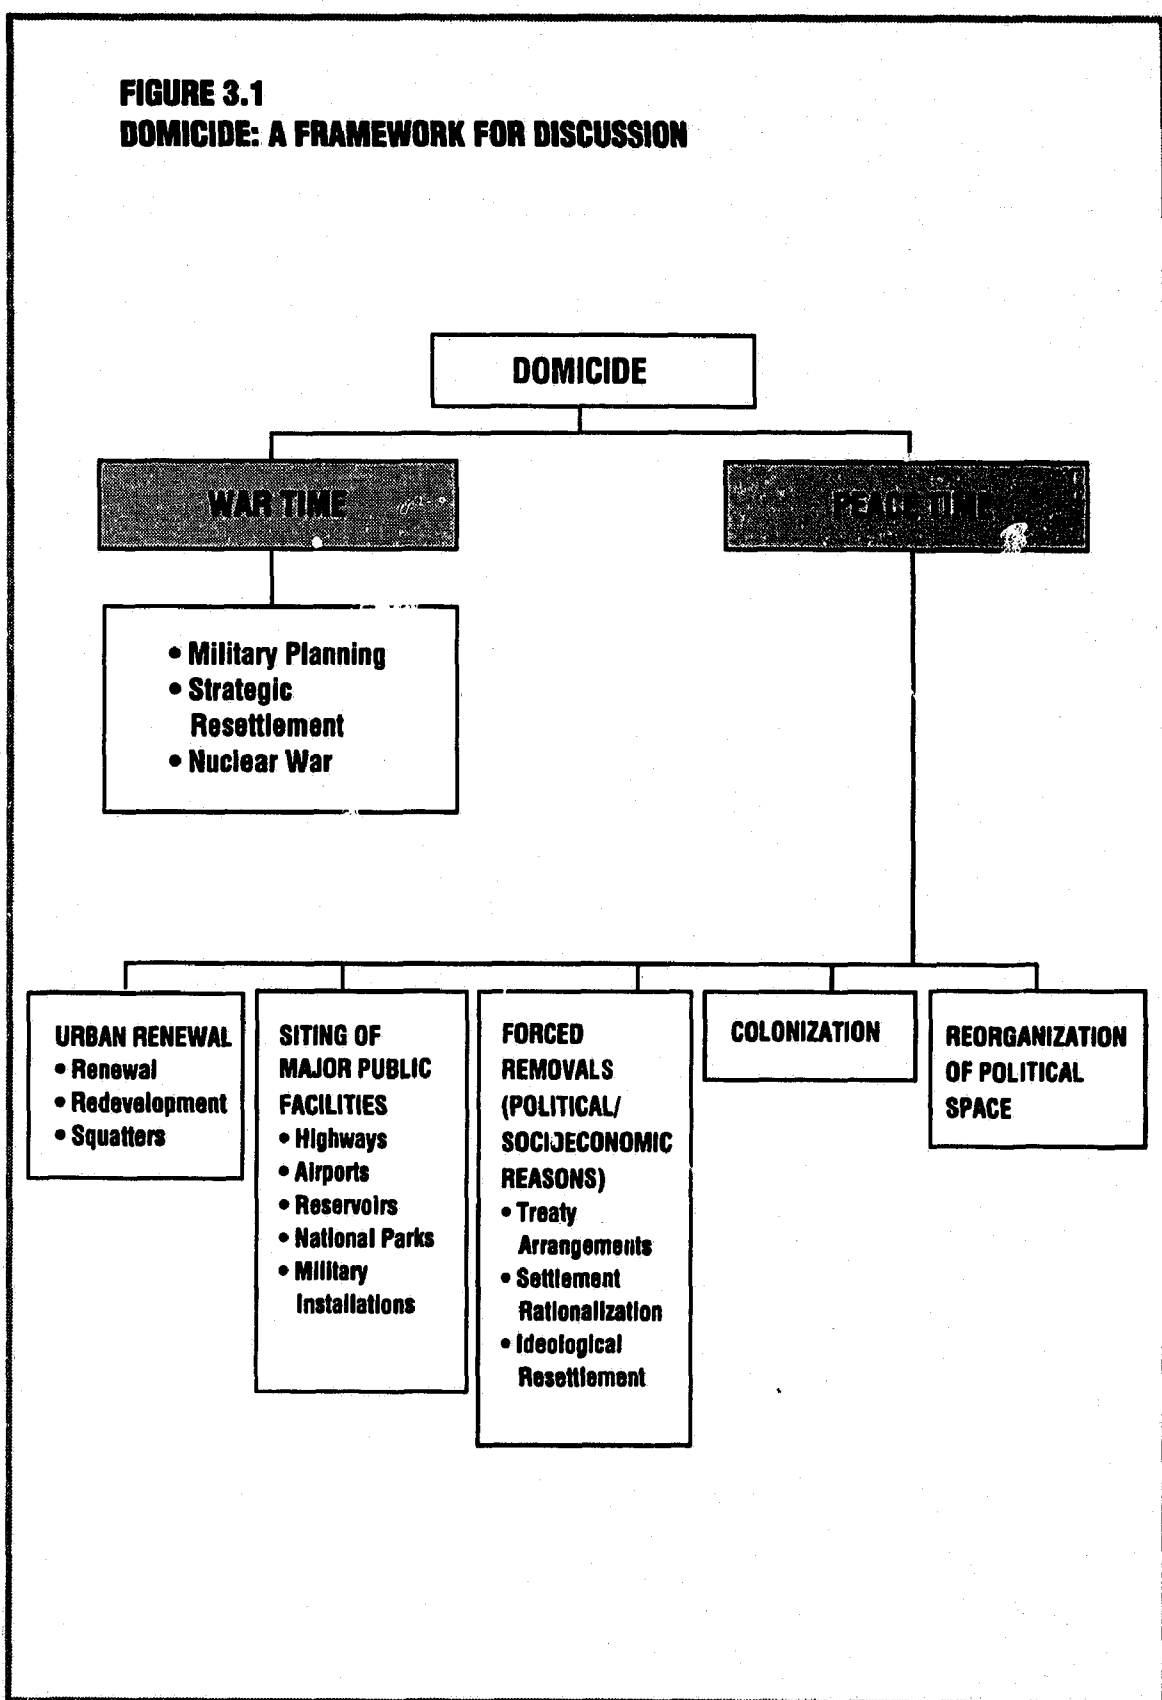 FIGURE 3.1
DOMICIDE: A FRAMEWORK FOR DISCUSSION
DOMICIDE
WAR TIME
PEACE TIME
• Military Planning
• Strategic
Resettlement
• Nuclear War
URBAN RENEWAL
• Renewal
• Redevelopment
• Squatters
SITING OF
MAJOR PUBLIC
FACILITIES
• Highways
• Airports
• Reservoirs
• National Parks
• Military
Installations
FORCED
REMOVALS
(POLITICAL/
SOCIOECONOMIC
REASONS)
• Treaty
Arrangements
• Settlement
Rationalization
• Ideological
Resettlement
COLONIZATION
REORGANIZATION
OF POLITICAL
SPACE